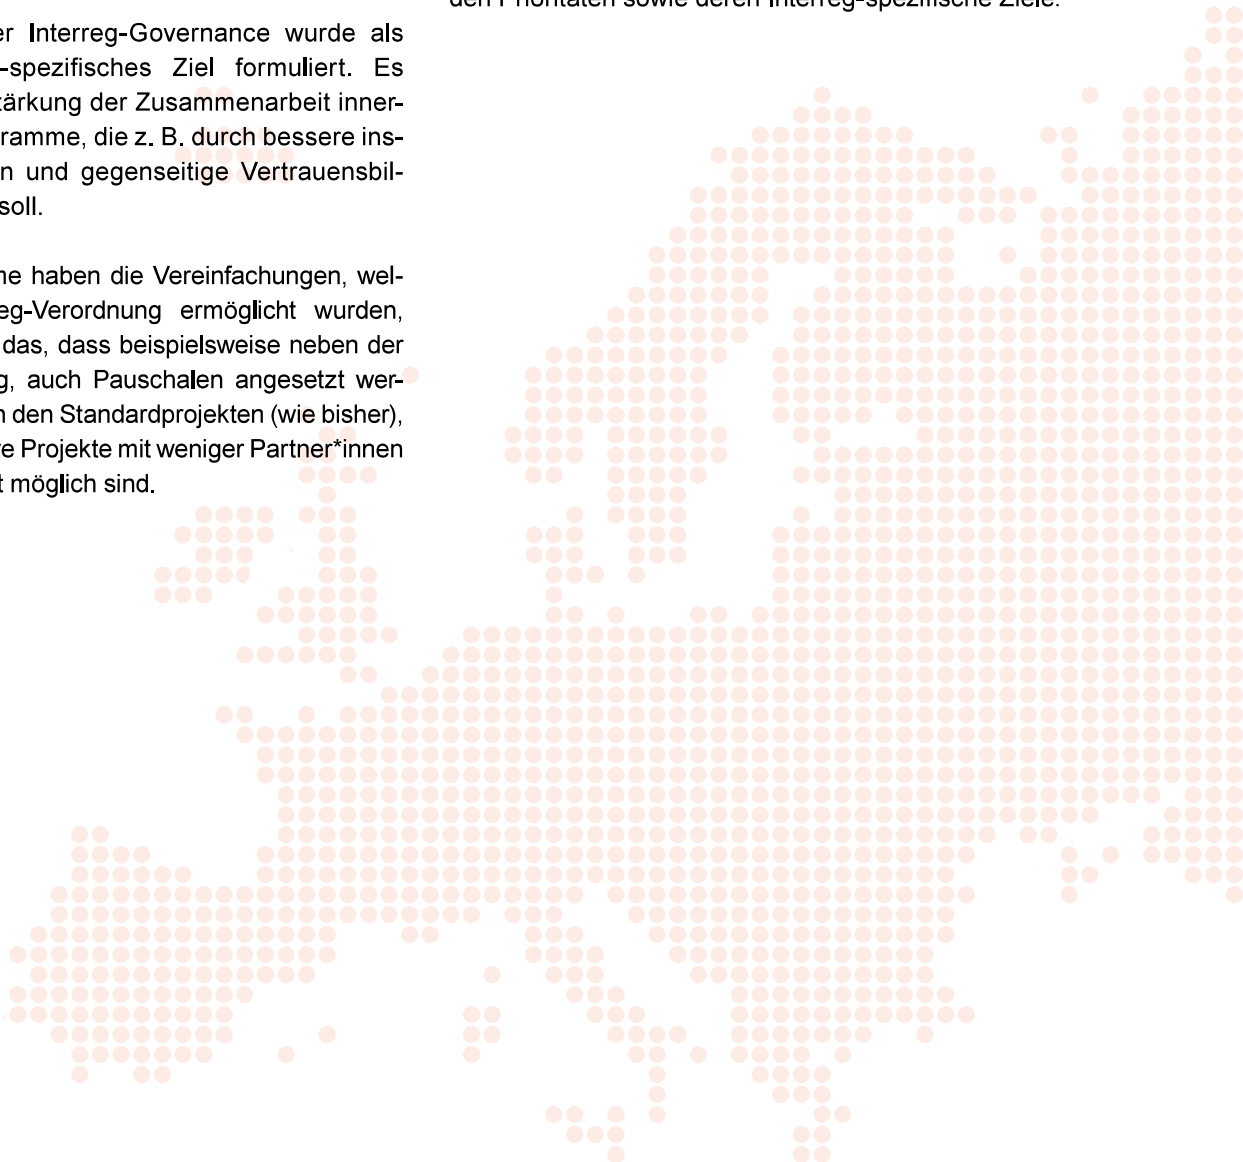 er Interreg-Governance wurde als
-spezifisches Ziel formuliert. Es
tärkung der Zusammenarbeit inner-
ramme, die z. B. durch bessere ins-
n und gegenseitige Vertrauensbil-
soll.
ne haben die Vereinfachungen, wel-
eg-Verordnung ermöglicht wurden,
das, dass beispielsweise neben der
g, auch Pauschalen angesetzt wer-
n den Standardprojekten (wie bisher),
re Projekte mit weniger Partner*innen
t möglich sind.
den Prioritäten sowie deren Interreg-spezifische Ziele.